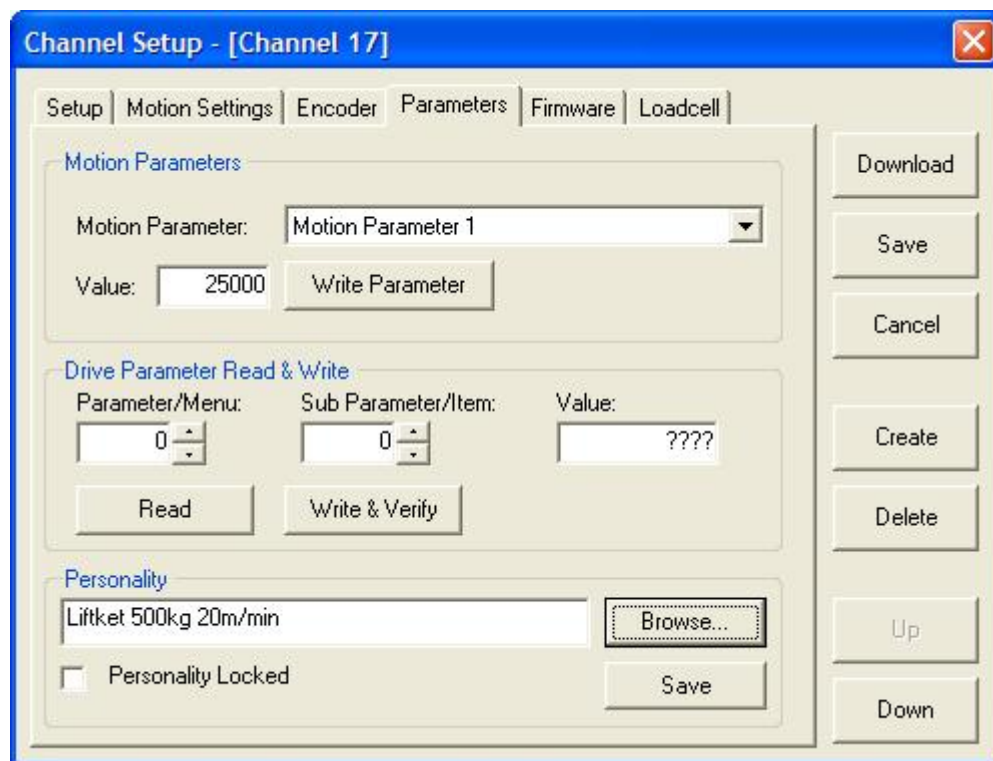 Channel Setup - [Channel 17]
Setup Motion Settings Encoder Parameters Firmware Loadcell
Motion Parameters
Motion Parameter: Motion Parameter 1
Value: 25000 Write Parameter
Drive Parameter Read & Write
Parameter/Menu: Sub Parameter/Item: Value:
0 0 ????
Read Write & Verify
Personality
Liftket 500kg 20m/min Browse...
Personality Locked
Save
Download
Save
Cancel
Create
Delete
Up
Down